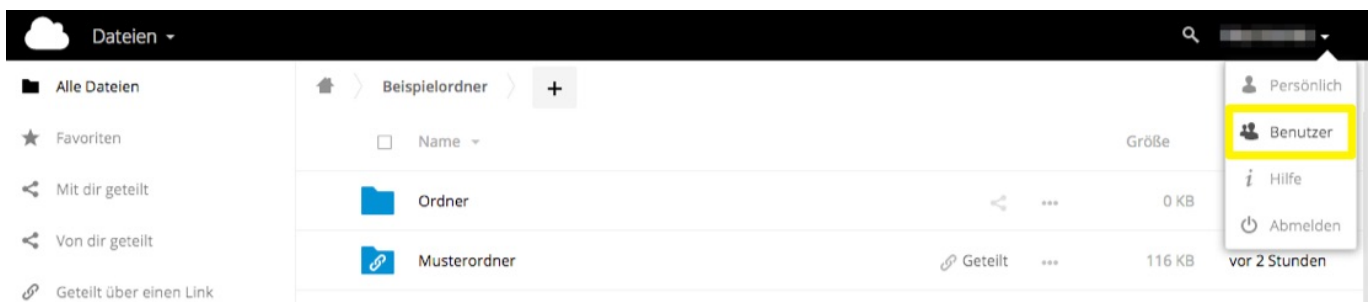 Dateien
Alle Dateien
Favoriten
Mit dir geteilt
Von dir geteilt
Geteilt über einen Link
Beispielordner
+
Name
Größe
Ordner
0 KB
Musterordner
Geteilt
116 KB
vor 2 Stunden
Persönlich
Benutzer
Hilfe
Abmelden